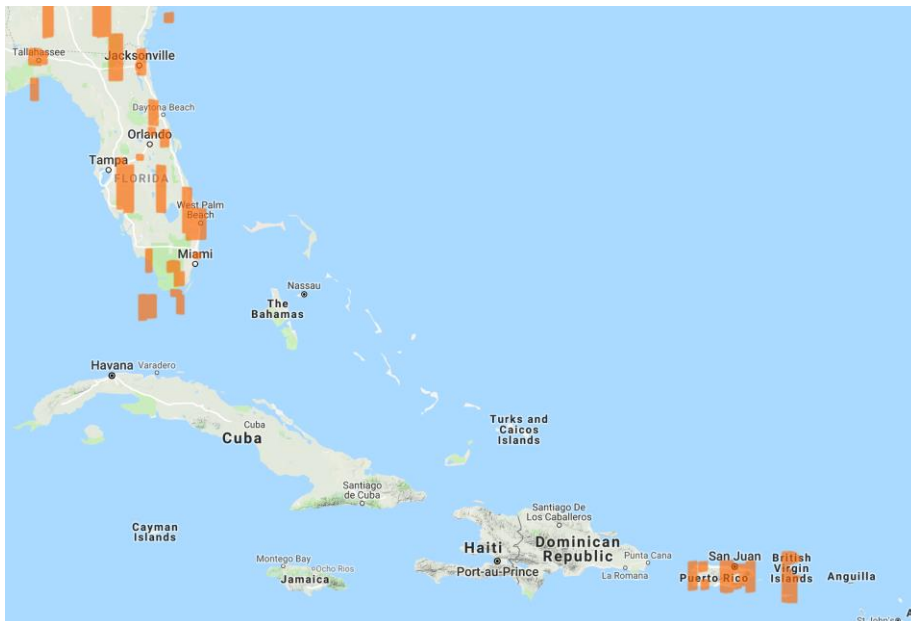 Tallahassee
Jacksonville
Daytona Beach
Orlando
Tampa
FLORIDA
West Palm
Beach
Miami
Nassau
The
Bahamas
Havana
Varadero
Cuba
Cuba
Turks and
Caicos
Islands
Santiago
de Cuba
Cayman
Islands
Santiago De
Los Caballeros
Haiti
Dominican
Republic
Port-au-Prince
Punta Cana
La Romana
Montego Bay
Ocho Rios
Jamaica
San Juan
Puerto Rico
British
Virgin
Islands
Anguilla
St. John's
A